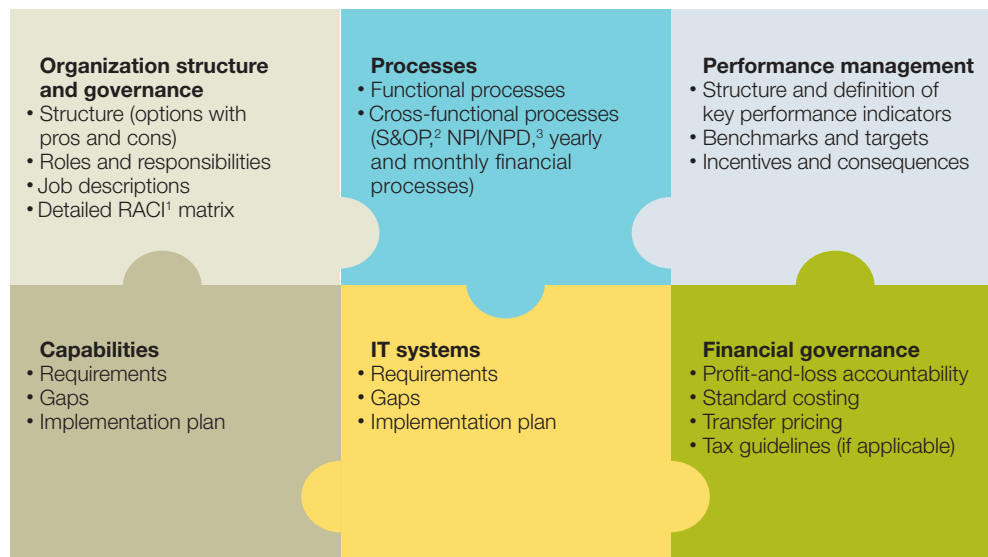 Organization structure
and governance
• Structure (options with
pros and cons)
• Roles and responsibilities
• Job descriptions
• Detailed RACI¹ matrix
Processes
• Functional processes
• Cross-functional processes
(S&OP,² NPI/NPD,³ yearly
and monthly financial
processes)
Performance management
• Structure and definition of
key performance indicators
• Benchmarks and targets
• Incentives and consequences
Capabilities
• Requirements
• Gaps
• Implementation plan
IT systems
• Requirements
• Gaps
• Implementation plan
Financial governance
• Profit-and-loss accountability
• Standard costing
• Transfer pricing
• Tax guidelines (if applicable)